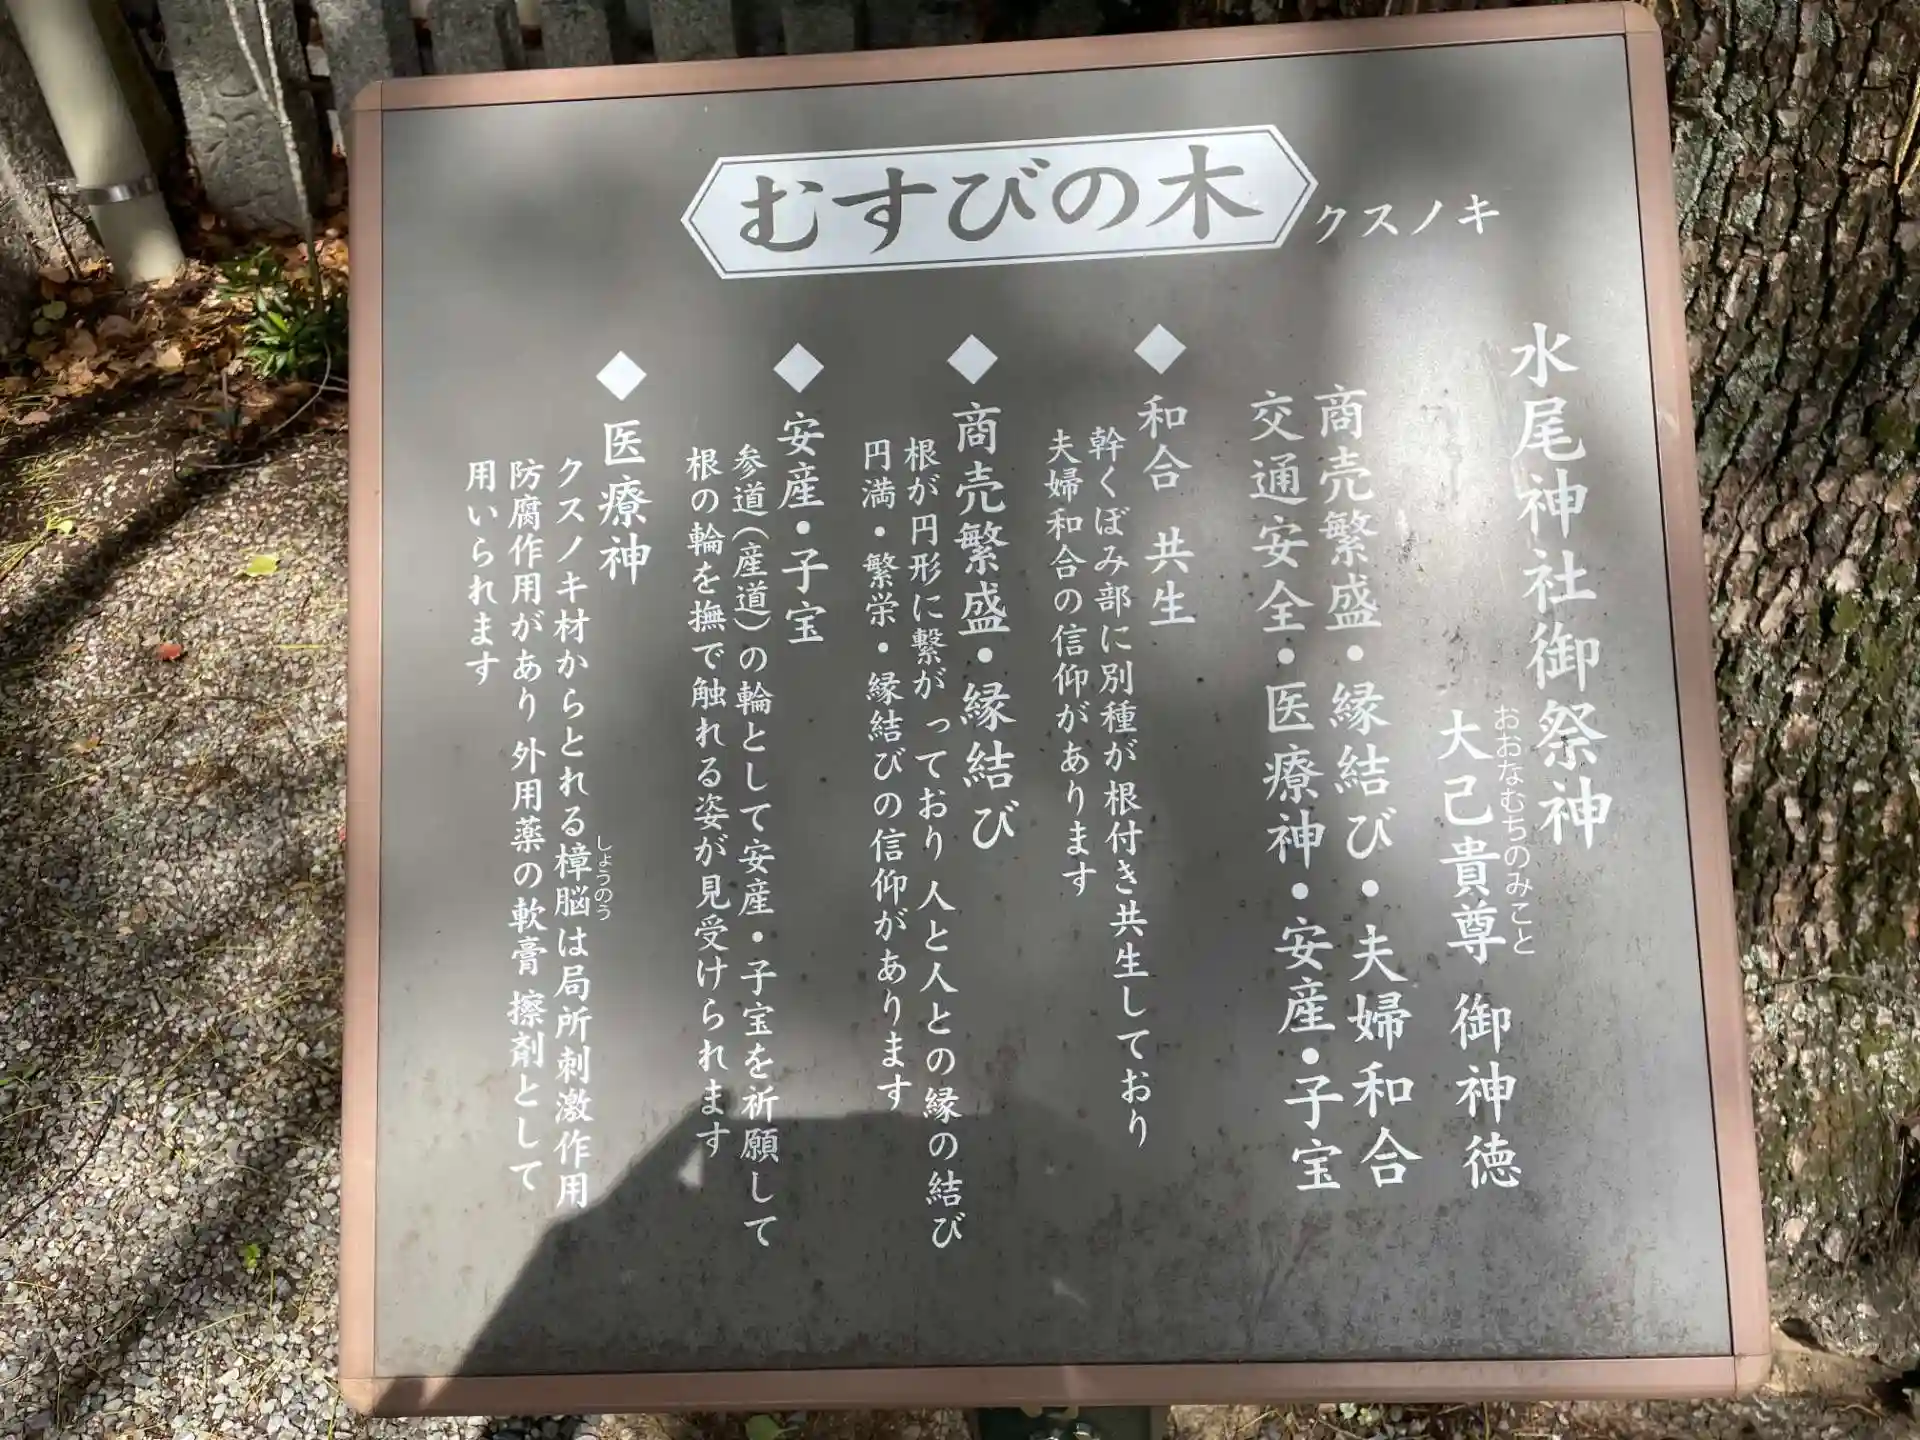 むすびの木 クスノキ
水尾神社御祭神
大己貴尊 御神徳
おおなむちのみこと
商売繁盛・縁結び・夫婦和合
交通安全・医療神・安産・子宝
◆和合 共生
幹くぼみ部に別種が根付き共生しており
夫婦和合の信仰があります
◆商売繁盛・縁結び
根が円形に繋がっており 人と人との縁の結び
円満・繁栄・縁結びの信仰があります
◆安産・子宝
参道(産道)の輪として安産・子宝を祈願して
根の輪を撫で触れる姿が見受けられます
◆医療神
クスノキ材からとれる樟脳は局所刺激作用
しょうのう
防腐作用があり 外用薬の軟膏 擦剤として
用いられます